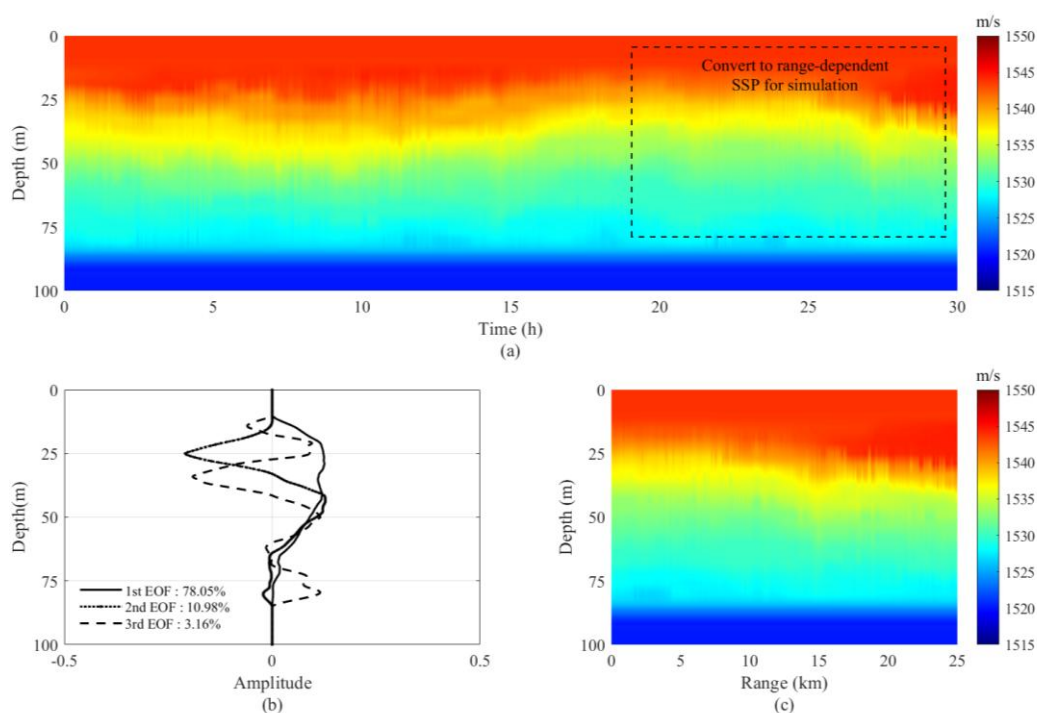 m/s
0
25
50
75
100
Depth (m)
Convert to range-dependent
SSP for simulation
1550
1545
1540
1535
1530
1525
1520
1515
0 5 10 15 20 25 30
Time (h)
(a)
0
25
50
75
100
Depth(m)
1st EOF : 78.05%
2nd EOF : 10.98%
3rd EOF : 3.16%
-0.5 0 0.5
Amplitude
(b)
m/s
0
25
50
75
100
Depth (m)
1550
1545
1540
1535
1530
1525
1520
1515
0 5 10 15 20 25
Range (km)
(c)